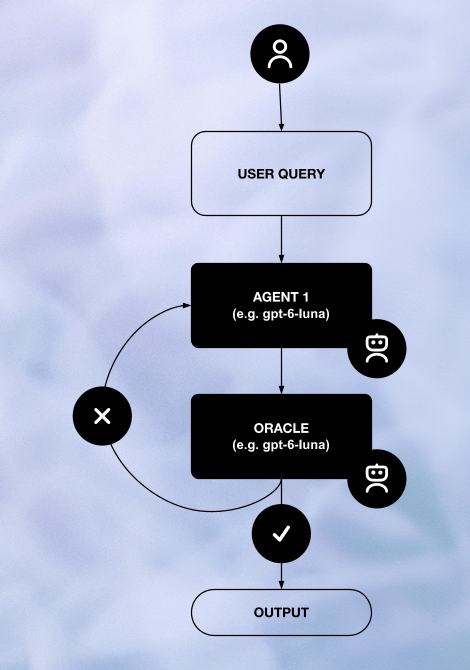 USER QUERY
AGENT 1
(e.g. gpt-6-luna)
ORACLE
(e.g. gpt-6-luna)
OUTPUT